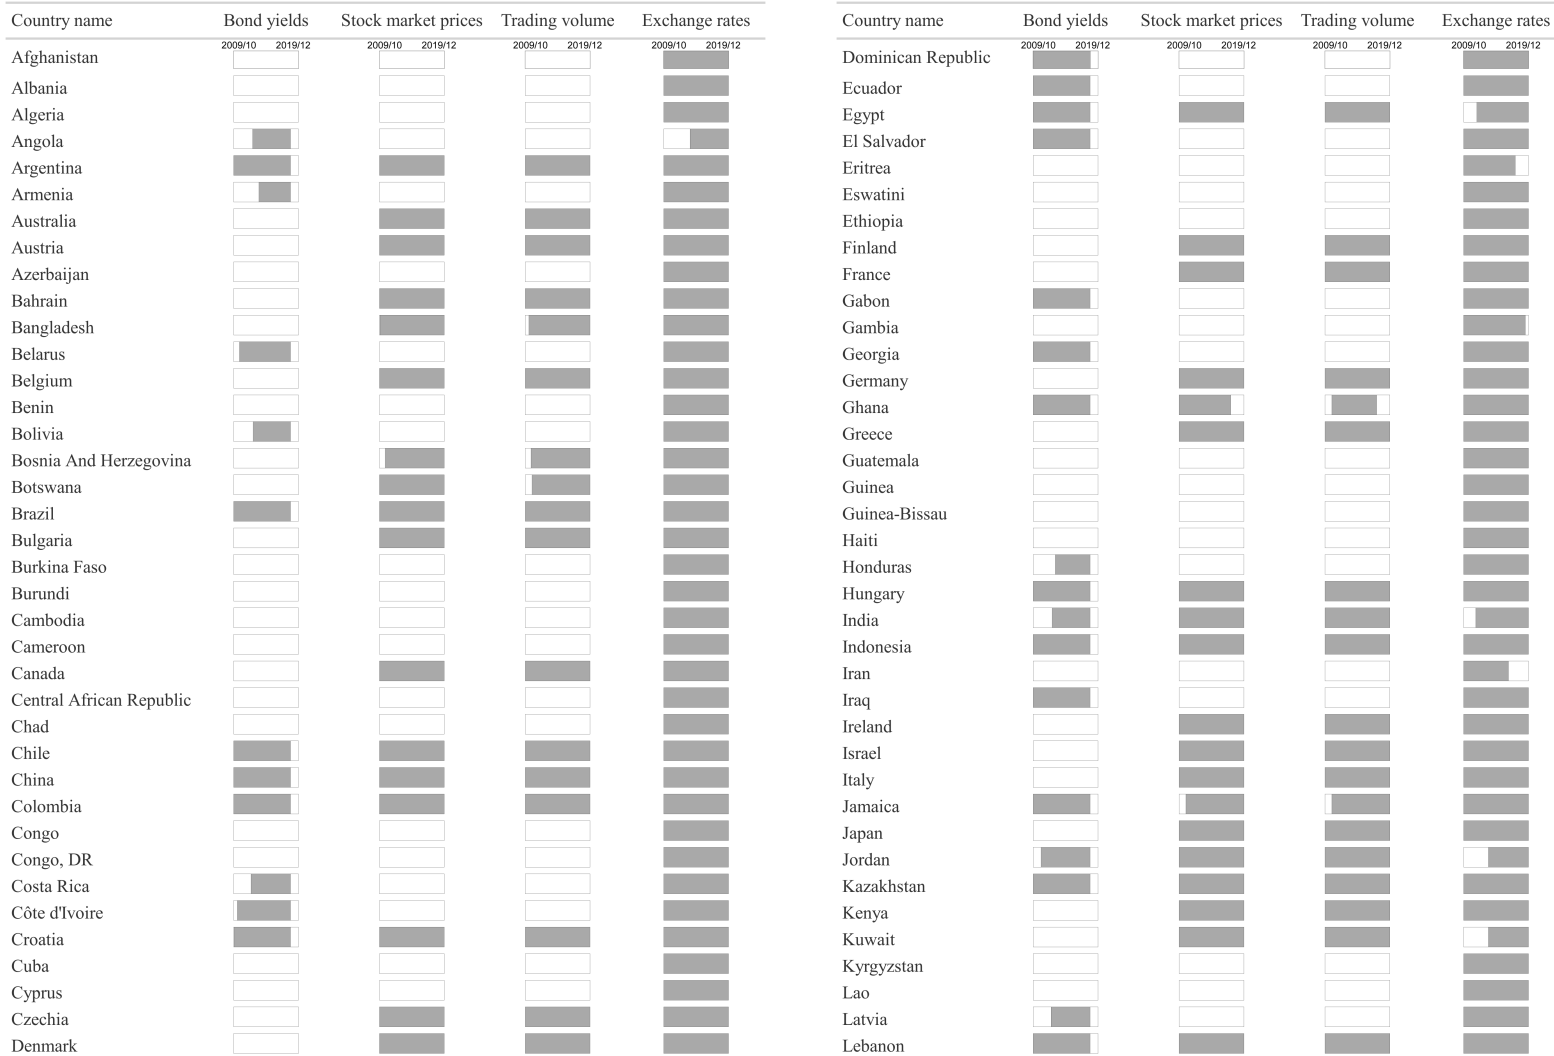 Country name Bond yields Stock market prices Trading volume Exchange rates
2009/10 2019/12 2009/10 2019/12 2009/10 2019/12 2009/10 2019/12
Afghanistan
Albania
Algeria
Angola
Argentina
Armenia
Australia
Austria
Azerbaijan
Bahrain
Bangladesh
Belarus
Belgium
Benin
Bolivia
Bosnia And Herzegovina
Botswana
Brazil
Bulgaria
Burkina Faso
Burundi
Cambodia
Cameroon
Canada
Central African Republic
Chad
Chile
China
Colombia
Congo
Congo, DR
Costa Rica
Côte d'Ivoire
Croatia
Cuba
Cyprus
Czechia
Denmark
Country name Bond yields Stock market prices Trading volume Exchange rates
2009/10 2019/12 2009/10 2019/12 2009/10 2019/12 2009/10 2019/12
Dominican Republic
Ecuador
Egypt
El Salvador
Eritrea
Eswatini
Ethiopia
Finland
France
Gabon
Gambia
Georgia
Germany
Ghana
Greece
Guatemala
Guinea
Guinea-Bissau
Haiti
Honduras
Hungary
India
Indonesia
Iran
Iraq
Ireland
Israel
Italy
Jamaica
Japan
Jordan
Kazakhstan
Kenya
Kuwait
Kyrgyzstan
Lao
Latvia
Lebanon